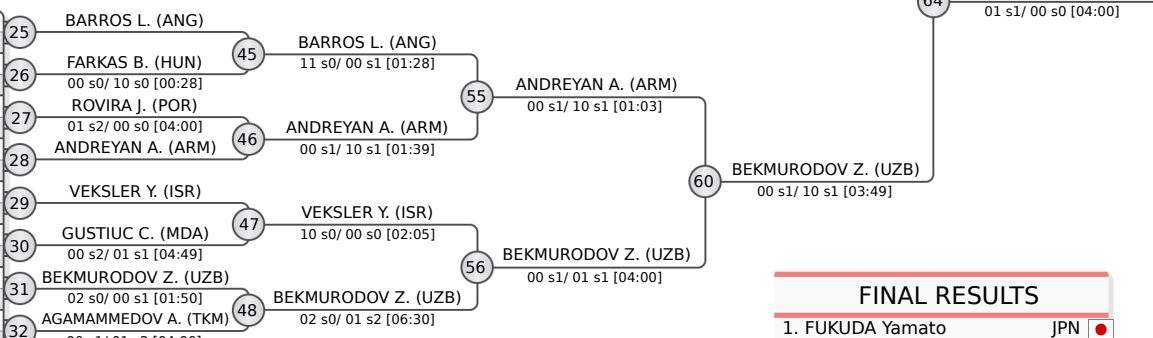 64
01 s1/ 00 s0 [04:00]
25
BARROS L. (ANG)
26
FARKAS B. (HUN)
00 s0/ 10 s0 [00:28]
27
ROVIRA J. (POR)
01 s2/ 00 s0 [04:00]
28
ANDREYAN A. (ARM)
29
VEKSLER Y. (ISR)
30
GUSTIUC C. (MDA)
00 s2/ 01 s1 [04:49]
31
BEKMURODOV Z. (UZB)
02 s0/ 00 s1 [01:50]
32
AGAMAMMEDOV A. (TKM)
45
BARROS L. (ANG)
11 s0/ 00 s1 [01:28]
46
ANDREYAN A. (ARM)
00 s1/ 10 s1 [01:39]
47
VEKSLER Y. (ISR)
10 s0/ 00 s0 [02:05]
48
BEKMURODOV Z. (UZB)
02 s0/ 01 s2 [06:30]
55
ANDREYAN A. (ARM)
00 s1/ 10 s1 [01:03]
56
BEKMURODOV Z. (UZB)
00 s1/ 01 s1 [04:00]
60
BEKMURODOV Z. (UZB)
00 s1/ 10 s1 [03:49]
FINAL RESULTS
1. FUKUDA Yamato JPN